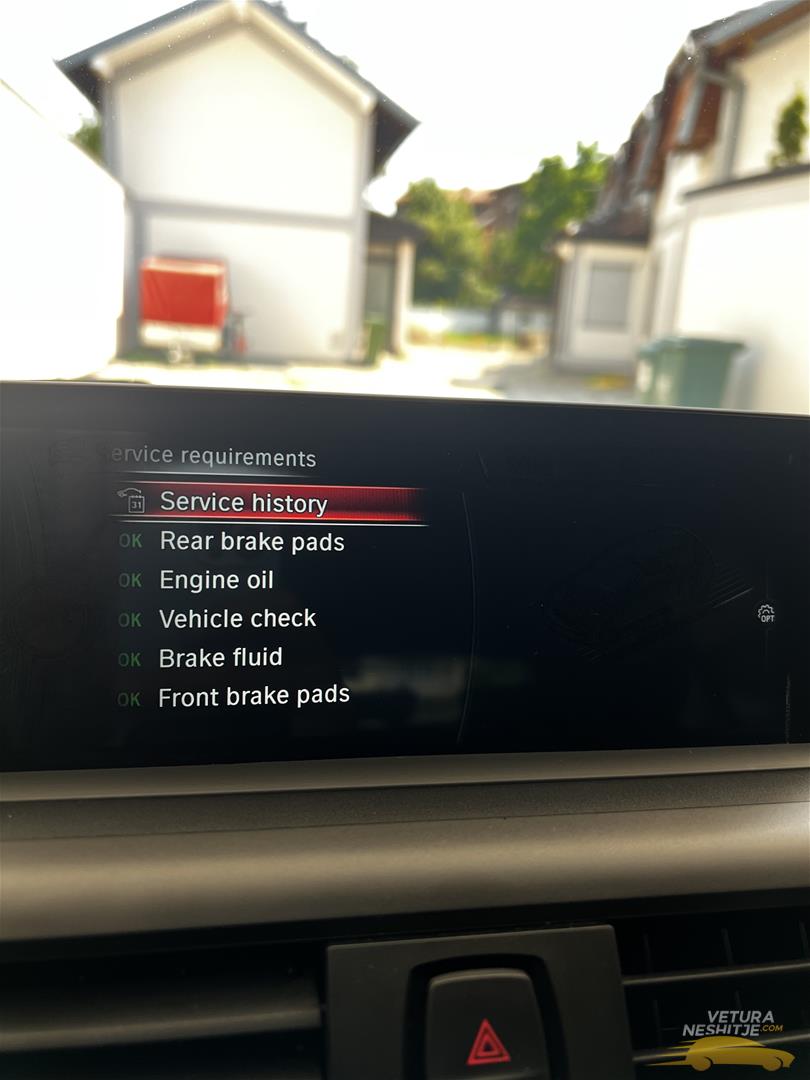 Service requirements
Service history
31
OK Rear brake pads
OK Engine oil
OK Vehicle check
OK Brake fluid
OK Front brake pads
OPT
VETURA
NESHITJE.COM